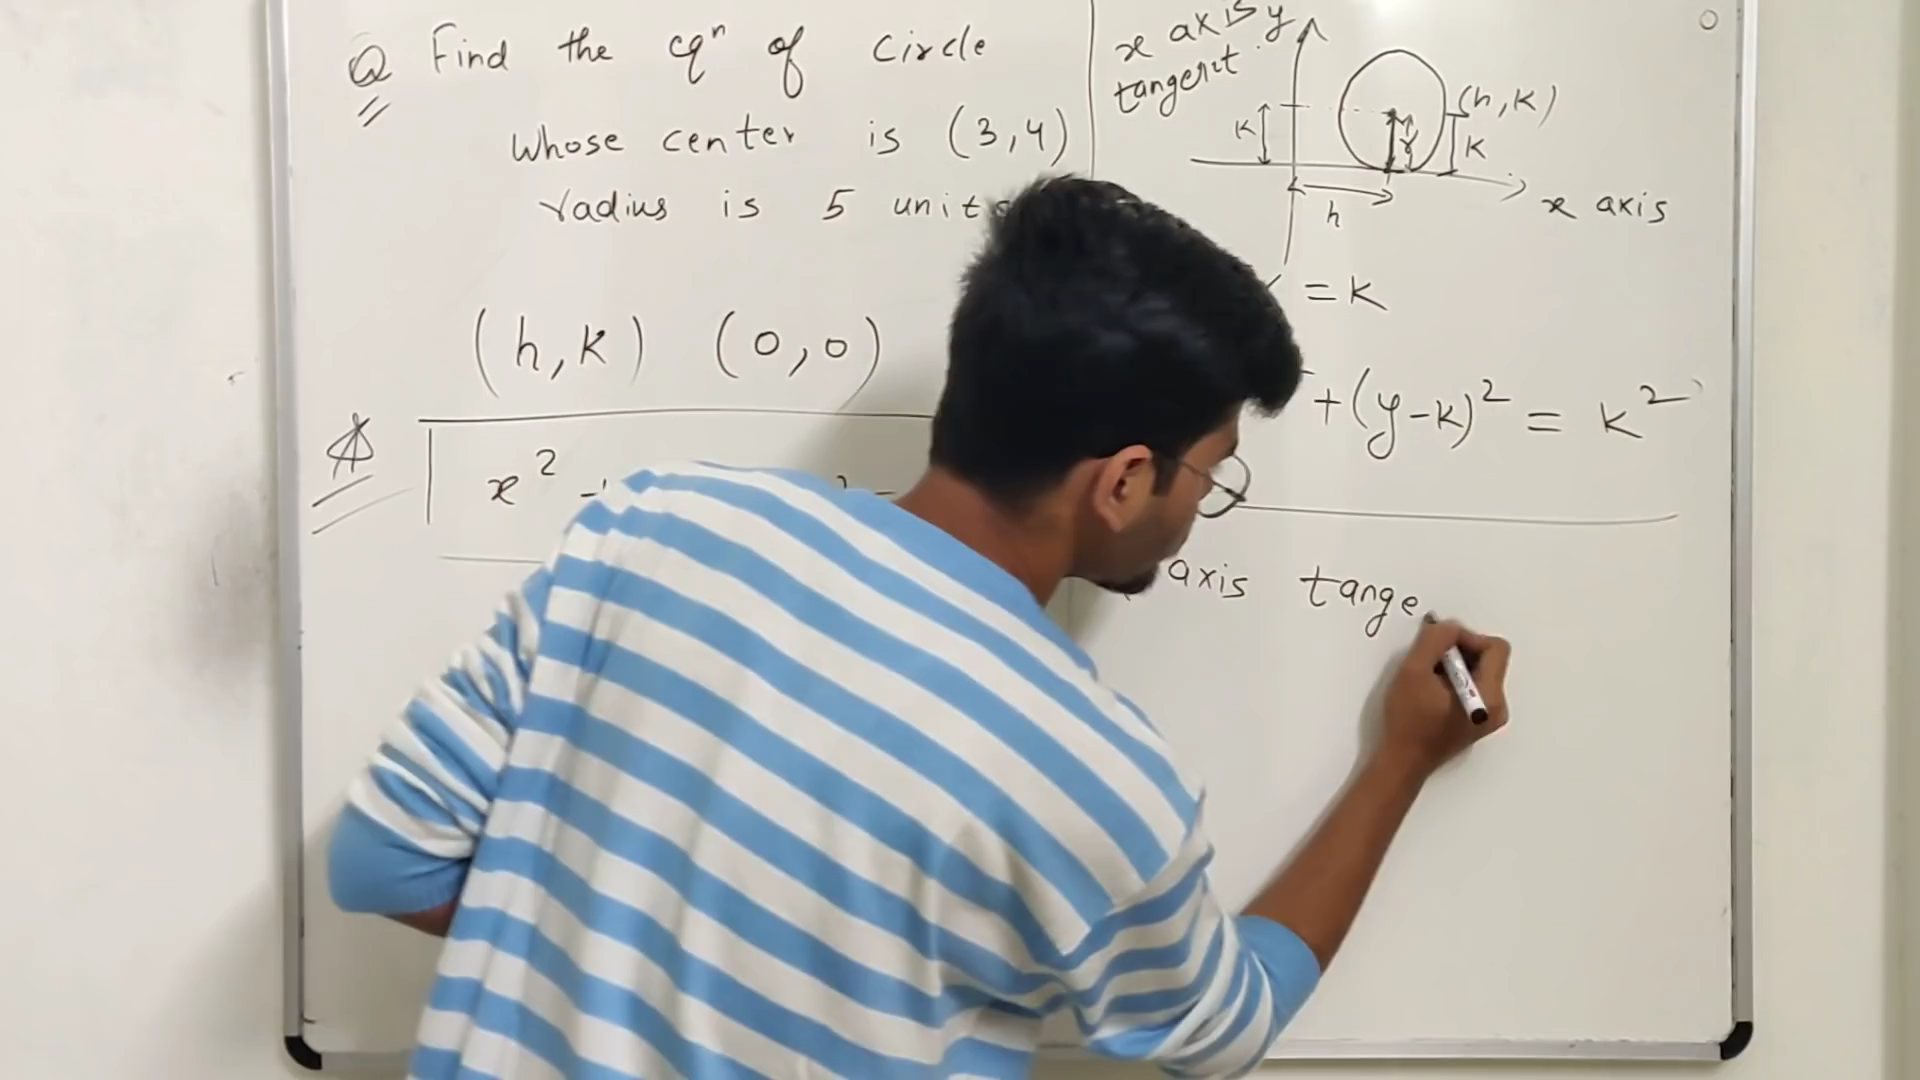 Q Find the eqn of Circle
whose center is (3,4)
radius is 5 units
(h,k) (0,0)
x²
x axis
tangent
y
(h,k)
k
k
r
h
x axis
= k
+(y-k)² = k²
axis tange